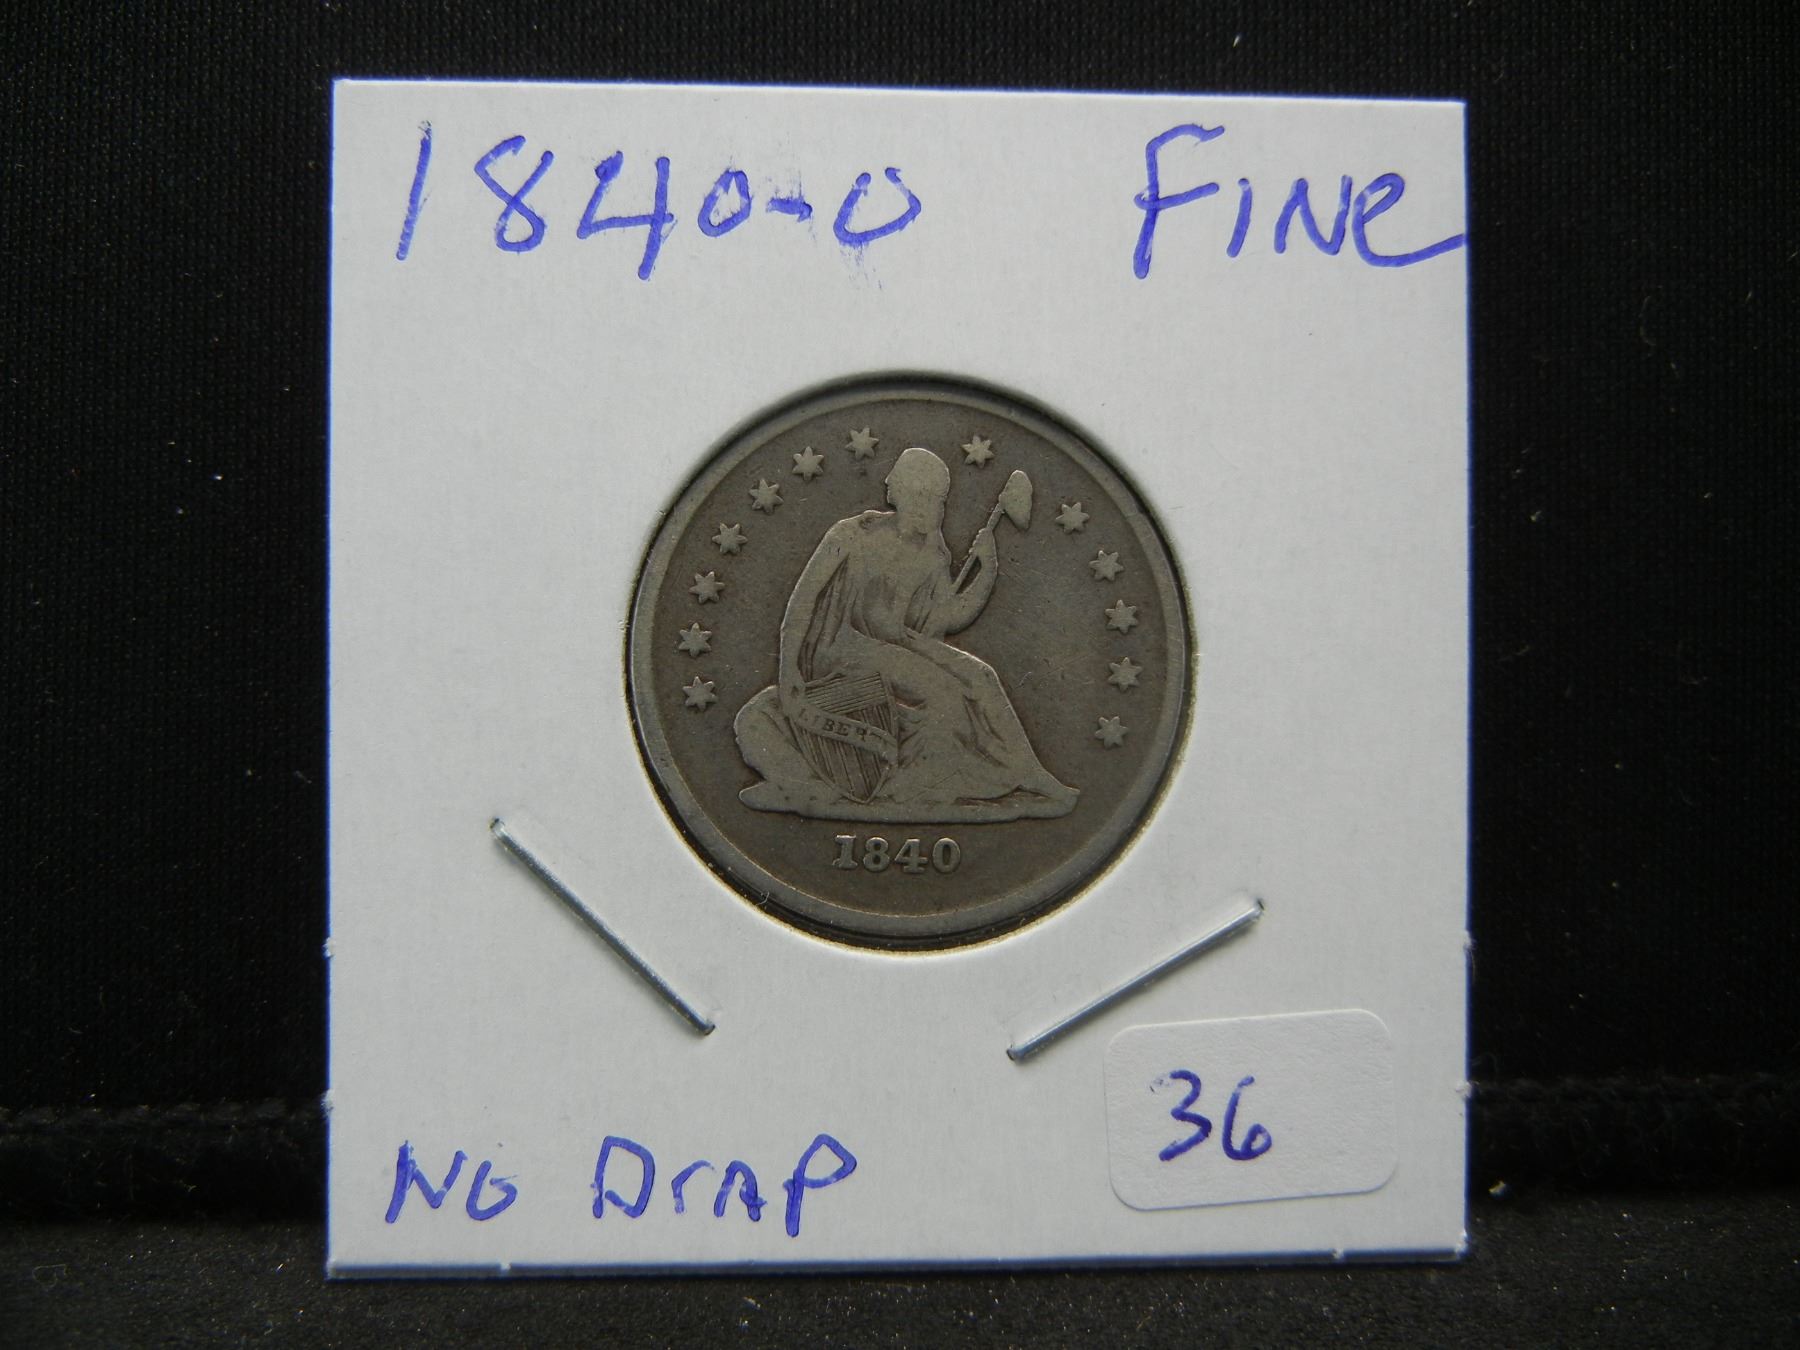 1840-O Fine
LIBERTY
1840
36
No Drap